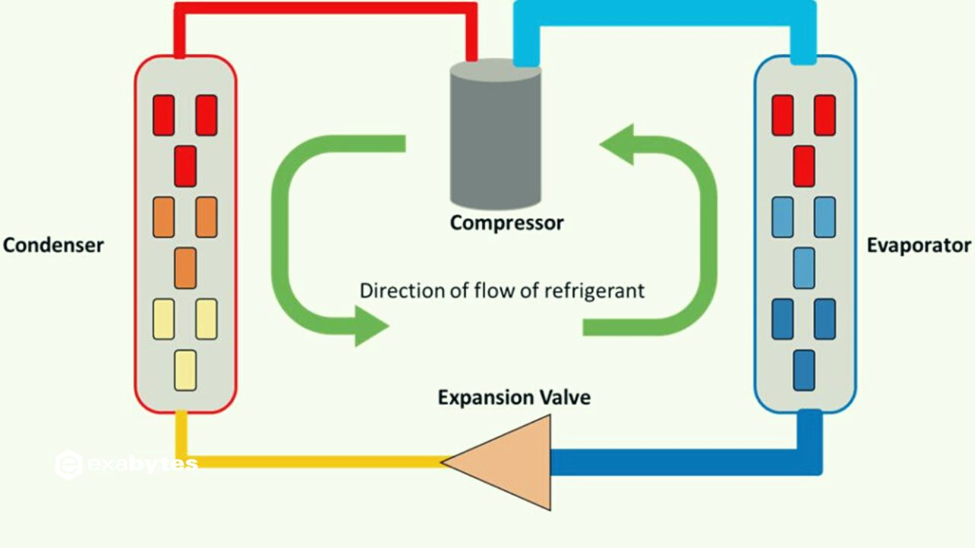 Compressor
Condenser
Evaporator
Direction of flow of refrigerant
Expansion Valve
exabytes